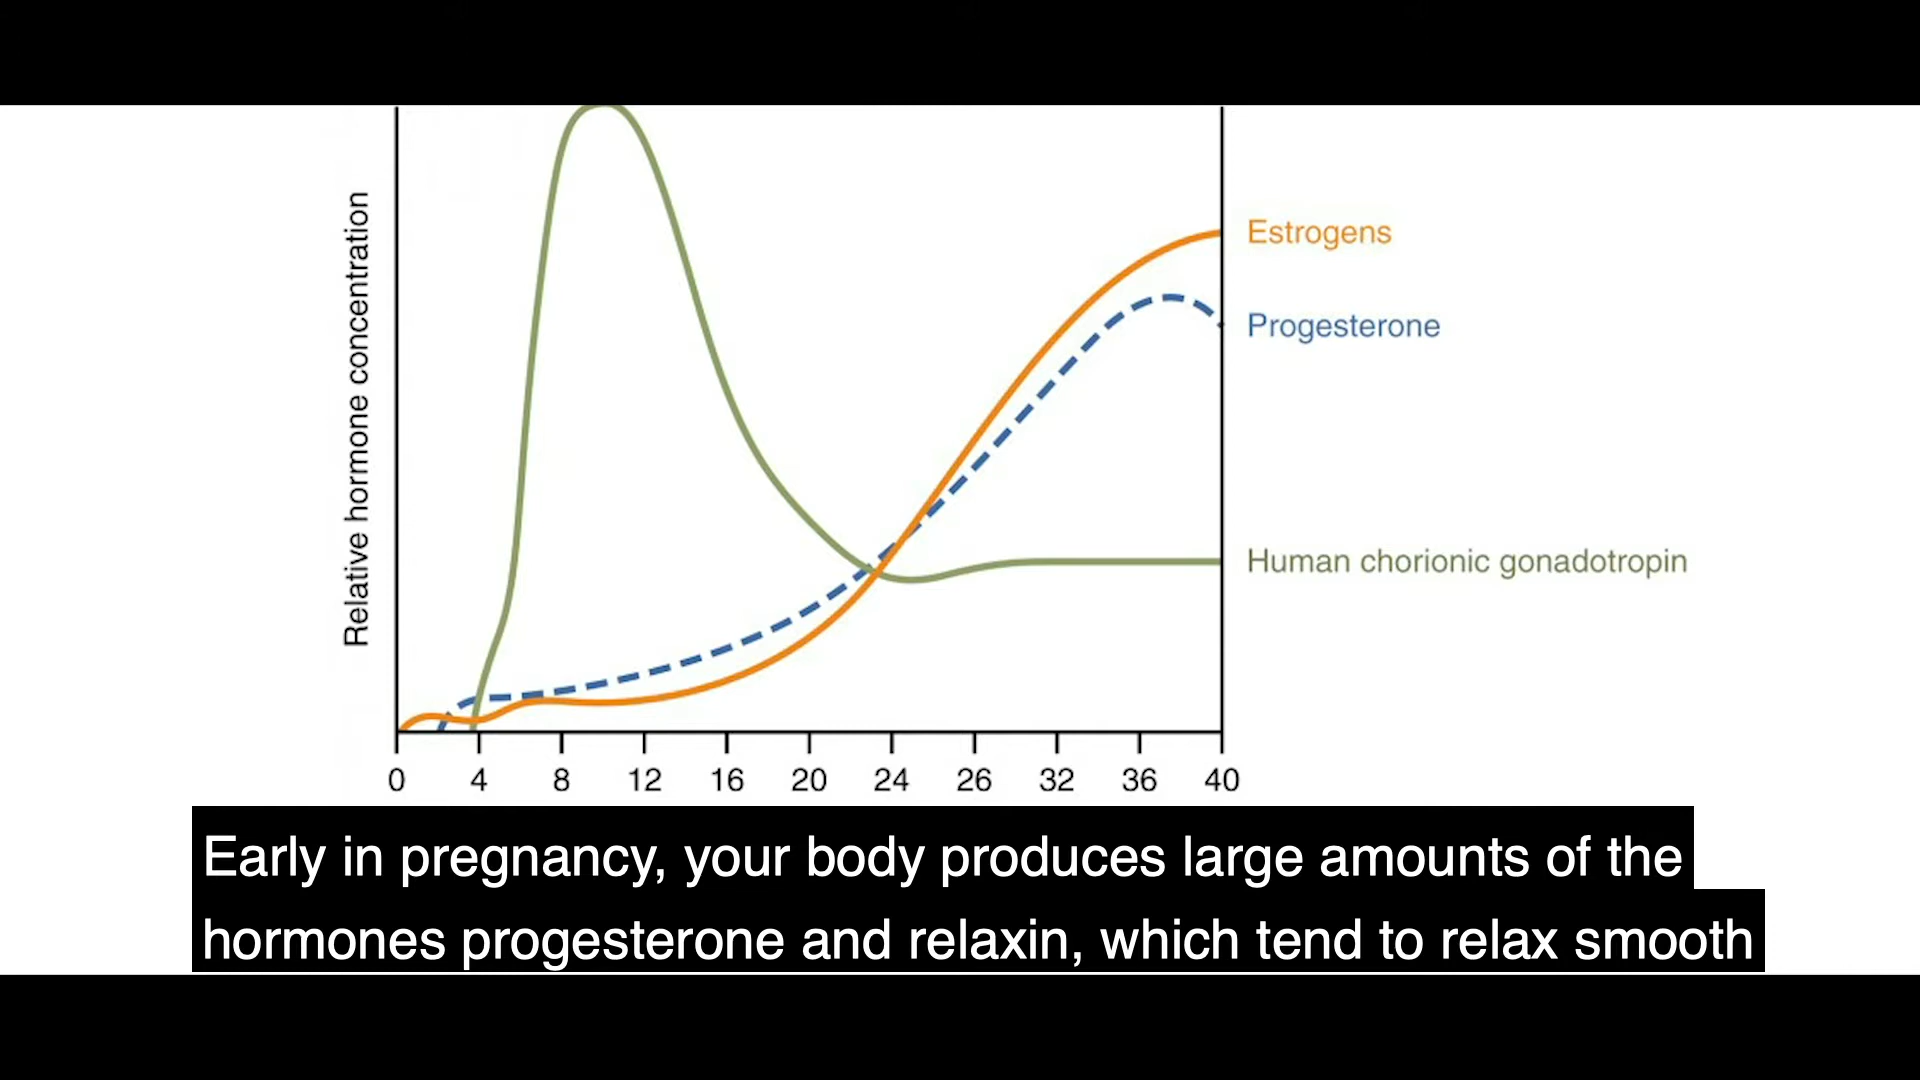 Relative hormone concentration
Estrogens
Progesterone
Human chorionic gonadotropin
0 4 8 12 16 20 24 26 32 36 40
Early in pregnancy, your body produces large amounts of the
hormones progesterone and relaxin, which tend to relax smooth